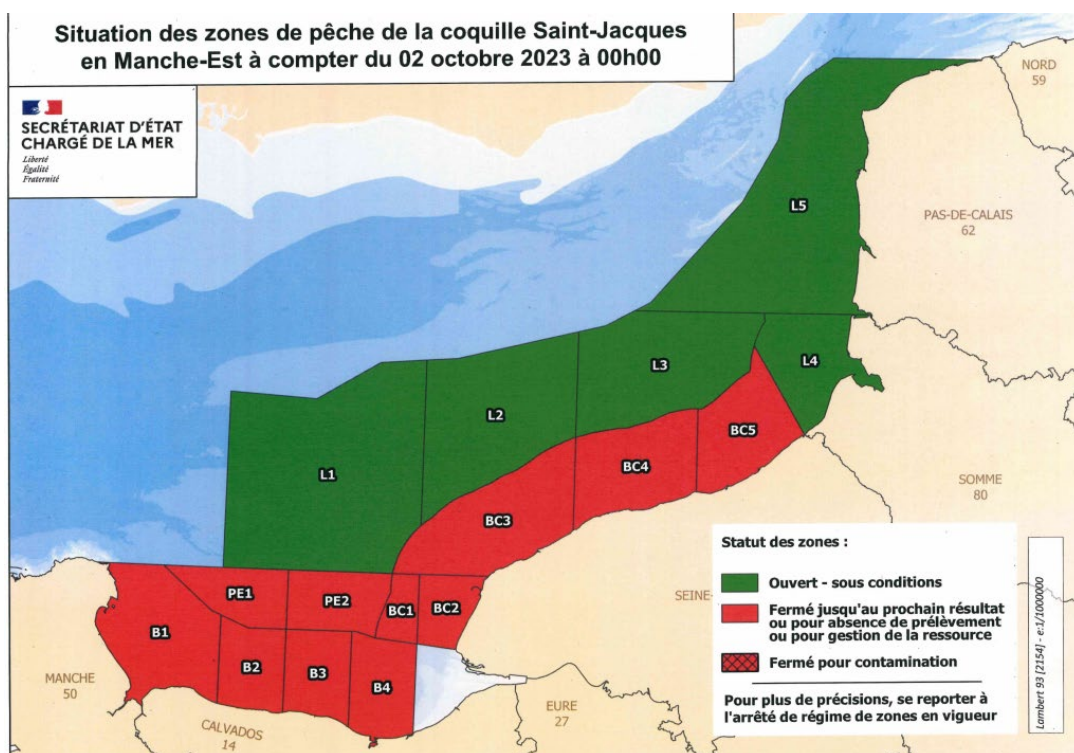 Situation des zones de pêche de la coquille Saint-Jacques
en Manche-Est à compter du 02 octobre 2023 à 00h00
SECRÉTARIAT D'ÉTAT
CHARGÉ DE LA MER
Liberté
Égalité
Fraternité
NORD
59
L5
PAS-DE-CALAIS
62
L3
L4
L2
BC5
L1
BC4
SOMME
80
BC3
PE1
PE2
BC1
BC2
SEINE-
B1
B2
B3
B4
MANCHE
50
CALVADOS
14
EURE
27
Statut des zones :
Ouvert - sous conditions
Fermé jusqu'au prochain résultat
ou pour absence de prélèvement
ou pour gestion de la ressource
Fermé pour contamination
Pour plus de précisions, se reporter à
l'arrêté de régime de zones en vigueur
Lambert 93 [2154] - e:1/1000000